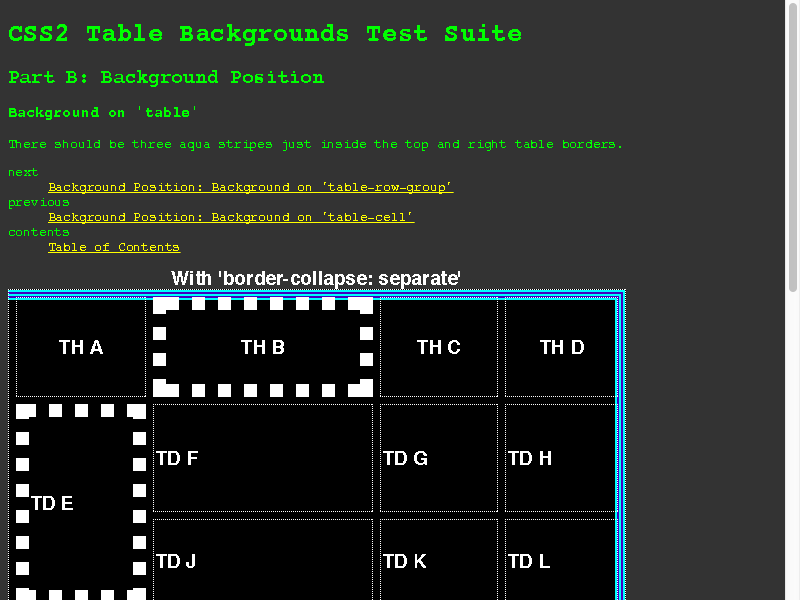 CSS2 Table Backgrounds Test Suite
Part B: Background Position
Background on 'table'
There should be three aqua stripes just inside the top and right table borders.
next
Background Position: Background on 'table-row-group'
previous
Background Position: Background on 'table-cell'
contents
Table of Contents
With 'border-collapse: separate'
TH A TH B TH C TH D
TD F TD G TD H
TD E
TD J TD K TD L